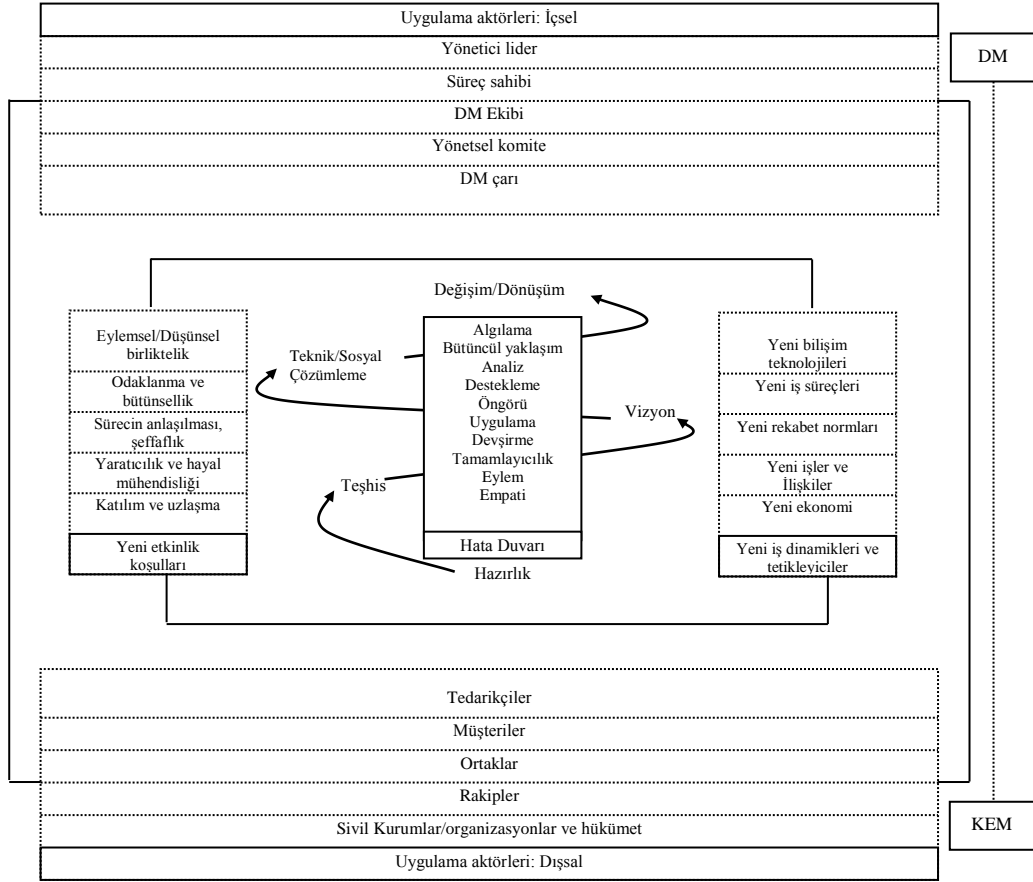 Uygulama aktörleri: İçsel
Yönetici lider
DM
Süreç sahibi
DM Ekibi
Yönetsel komite
DM çarı
Değişim/Dönüşüm
Eylemsel/Düşünsel
birliktelik
Odaklanma ve
bütünsellik
Sürecin anlaşılması,
şeffaflık
Yaratıcılık ve hayal
mühendisliği
Katılım ve uzlaşma
Yeni etkinlik
koşulları
Teknik/Sosyal
Çözümleme
Teşhis
Algılama
Bütüncül yaklaşım
Analiz
Destekleme
Öngörü
Uygulama
Devşirme
Tamamlayıcılık
Eylem
Empati
Hata Duvarı
Hazırlık
Vizyon
Yeni bilişim
teknolojileri
Yeni iş süreçleri
Yeni rekabet normları
Yeni işler ve
İlişkiler
Yeni ekonomi
Yeni iş dinamikleri ve
tetikleyiciler
Tedarikçiler
Müşteriler
Ortaklar
Rakipler
Sivil Kurumlar/organizasyonlar ve hükümet
KEM
Uygulama aktörleri: Dışsal